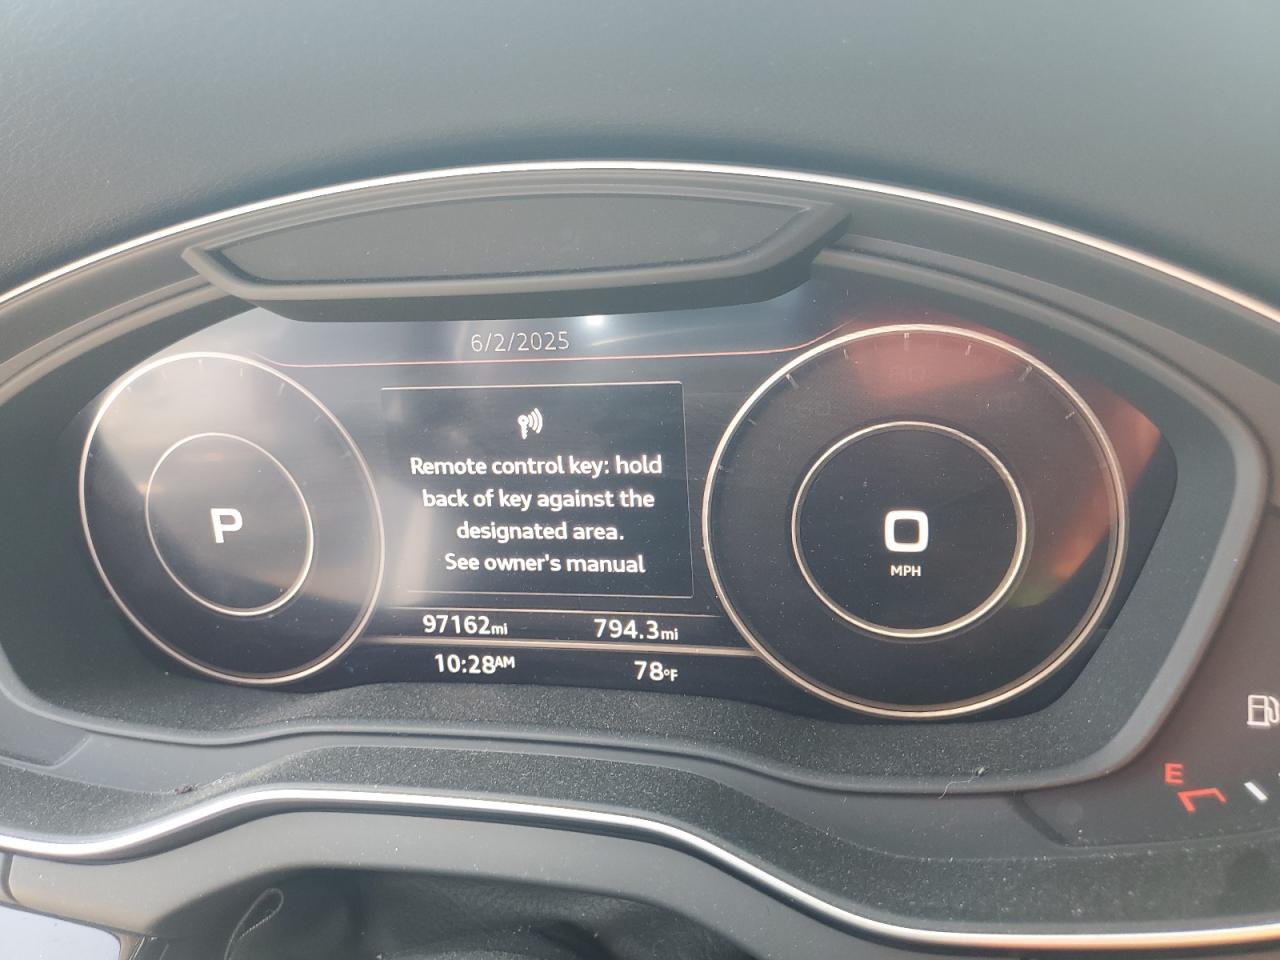 6/2/2025
Remote control key: hold
back of key against the
designated area.
See owner's manual
P
0
MPH
97162mi 794.3mi
10:28AM 78°F
E